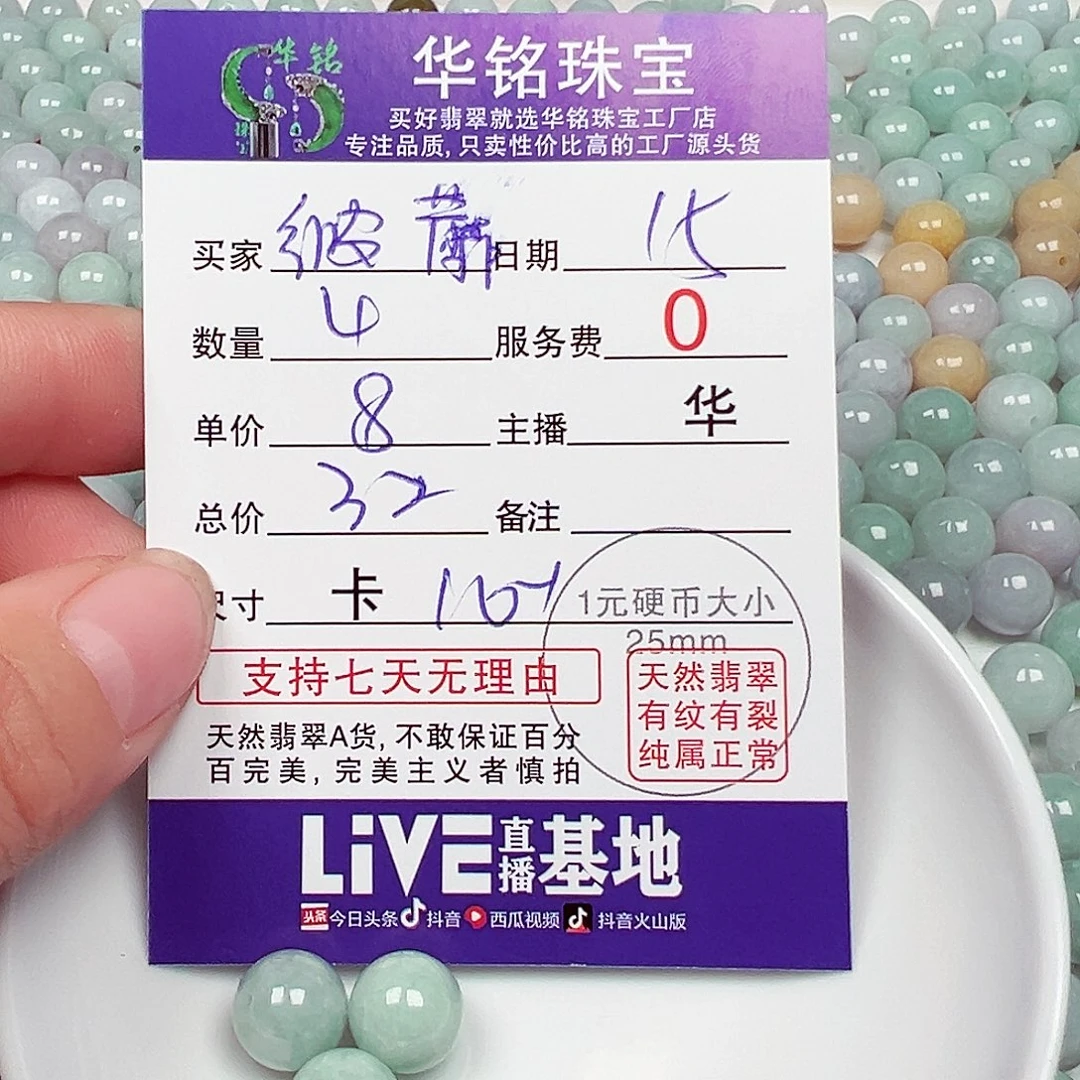 华铭
珠宝
华铭珠宝
买好翡翠就选华铭珠宝工厂店
专注品质,只卖性价比高的工厂源头货
买家 日期 15
数量 4 服务费 0
单价 8 主播 华
总价 32 备注
尺寸 卡
1元硬币大小
25mm
支持七天无理由
天然翡翠
有纹有裂
纯属正常
天然翡翠A货,不敢保证百分
百完美,完美主义者慎拍
LiVE直播基地
头条 今日头条 抖音 西瓜视频 抖音火山版